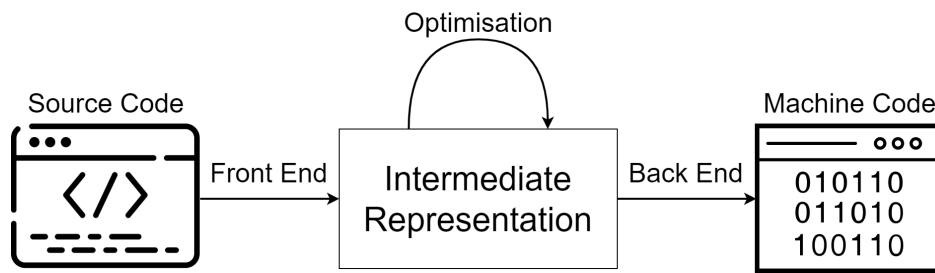 Optimisation
Source Code
Machine Code
</>
Front End
Intermediate
Representation
Back End
010110
011010
100110